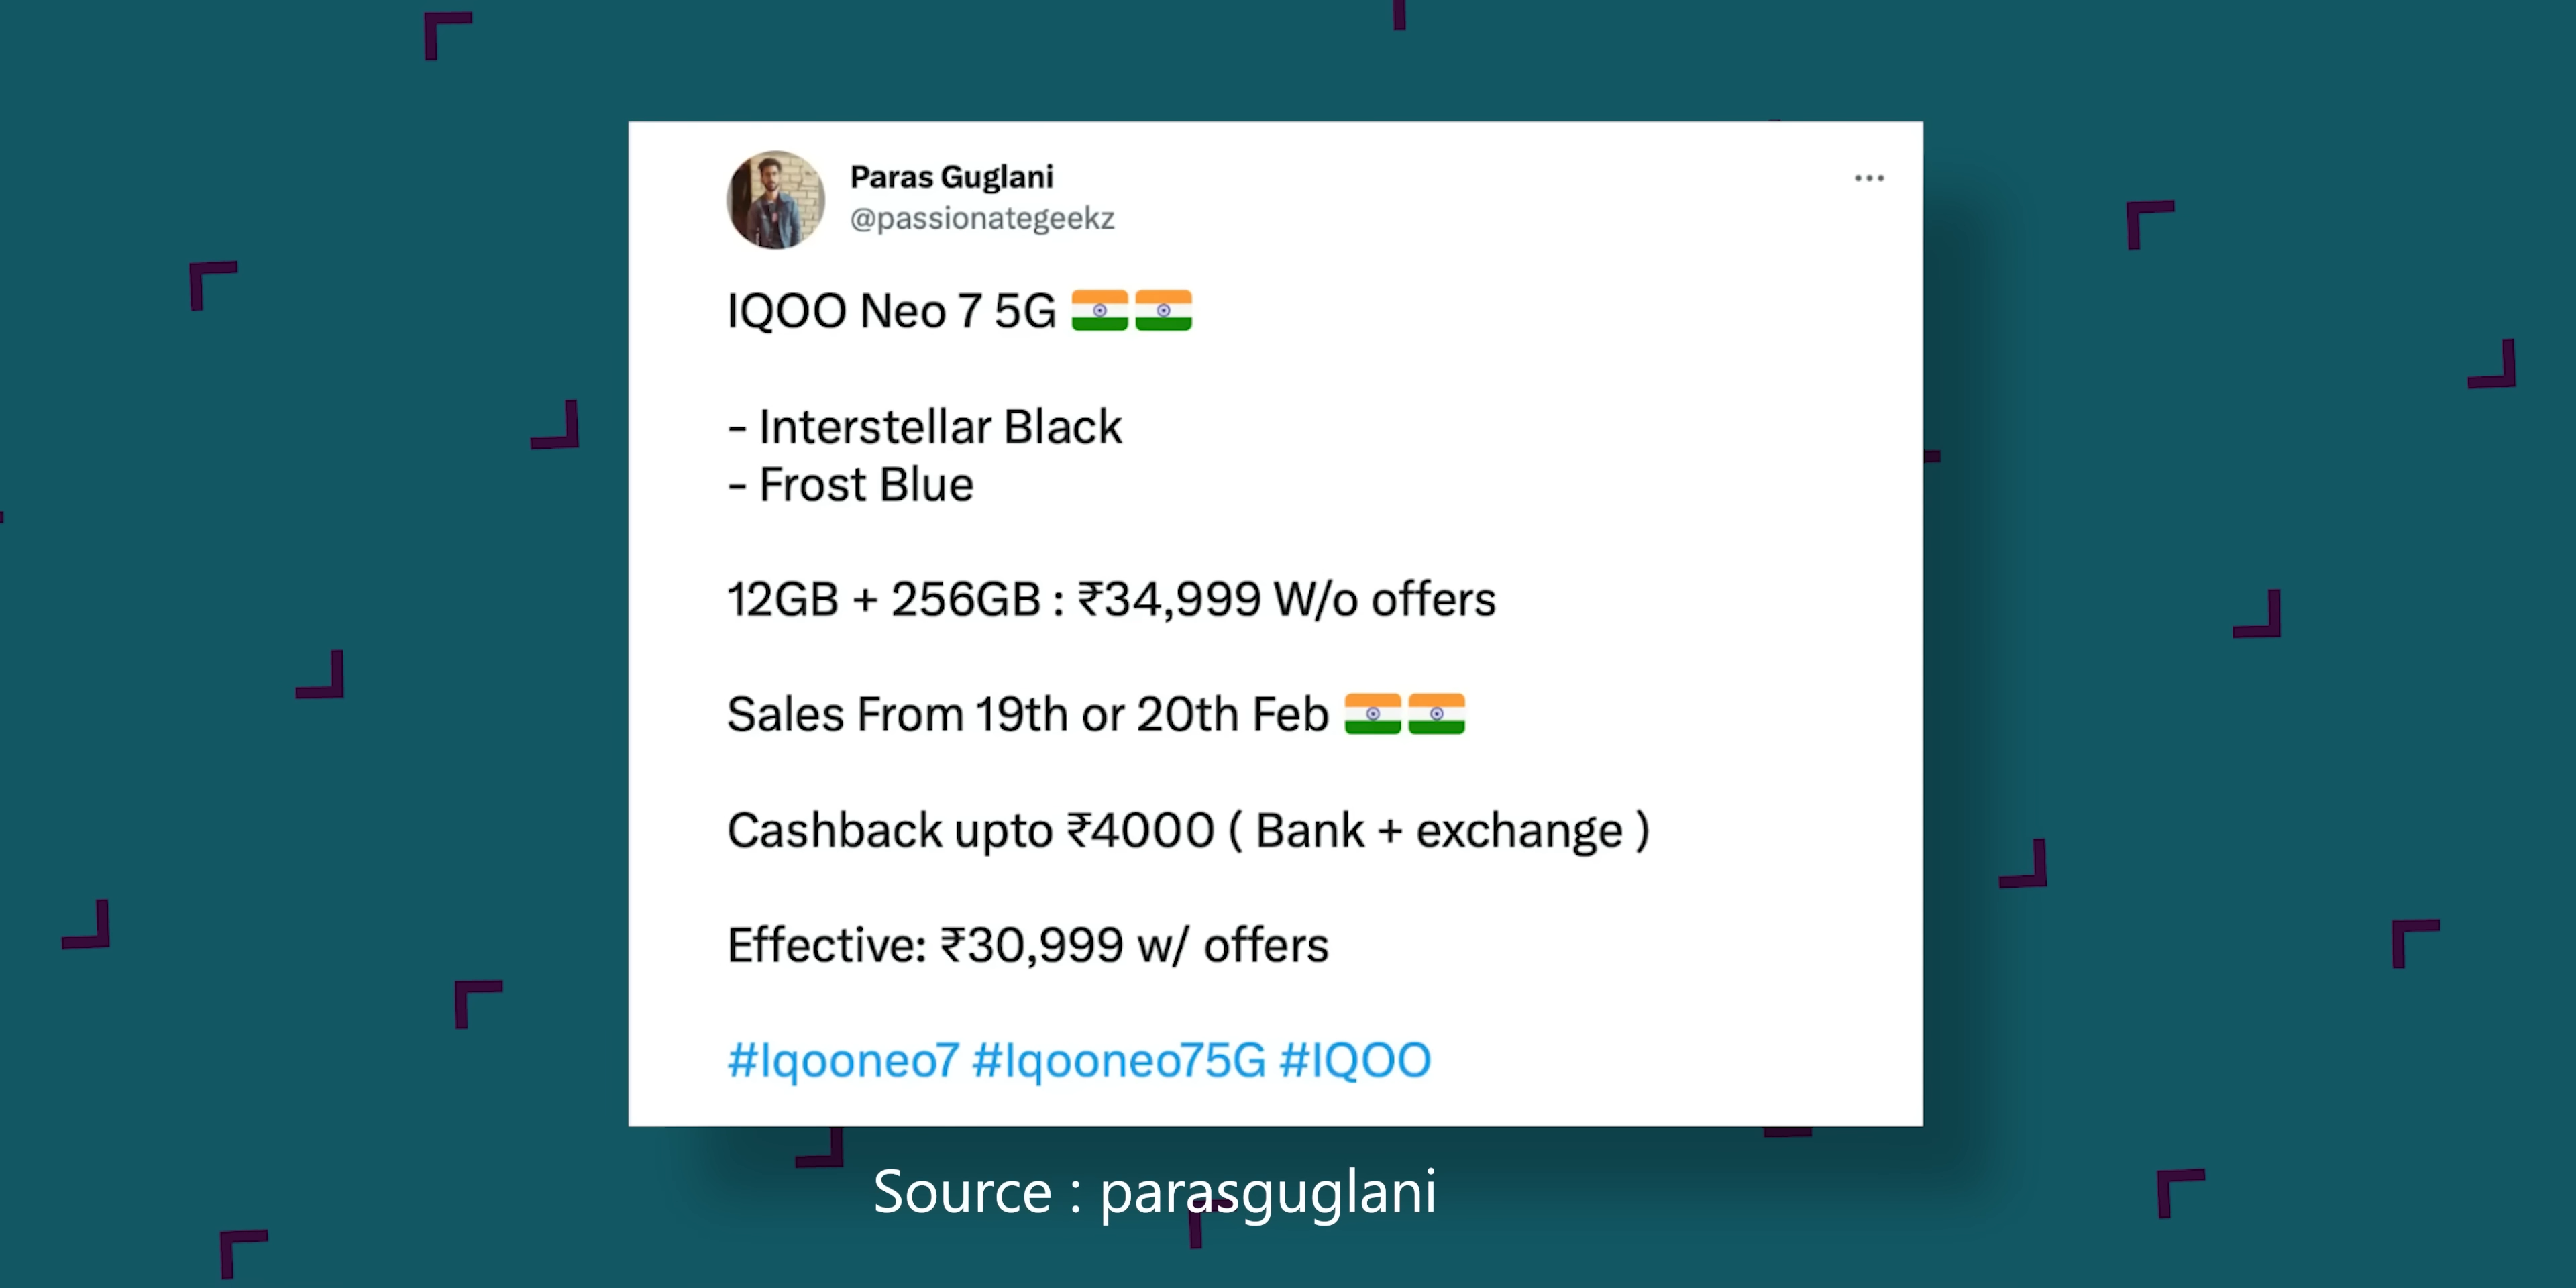 Paras Guglani
@passionategeekz
IQOO Neo 7 5G 🇮🇳🇮🇳
- Interstellar Black
- Frost Blue
12GB + 256GB : ₹34,999 W/o offers
Sales From 19th or 20th Feb 🇮🇳🇮🇳
Cashback upto ₹4000 ( Bank + exchange )
Effective: ₹30,999 w/ offers
#Iqooneo7 #Iqooneo75G #IQOO
Source : parasguglani